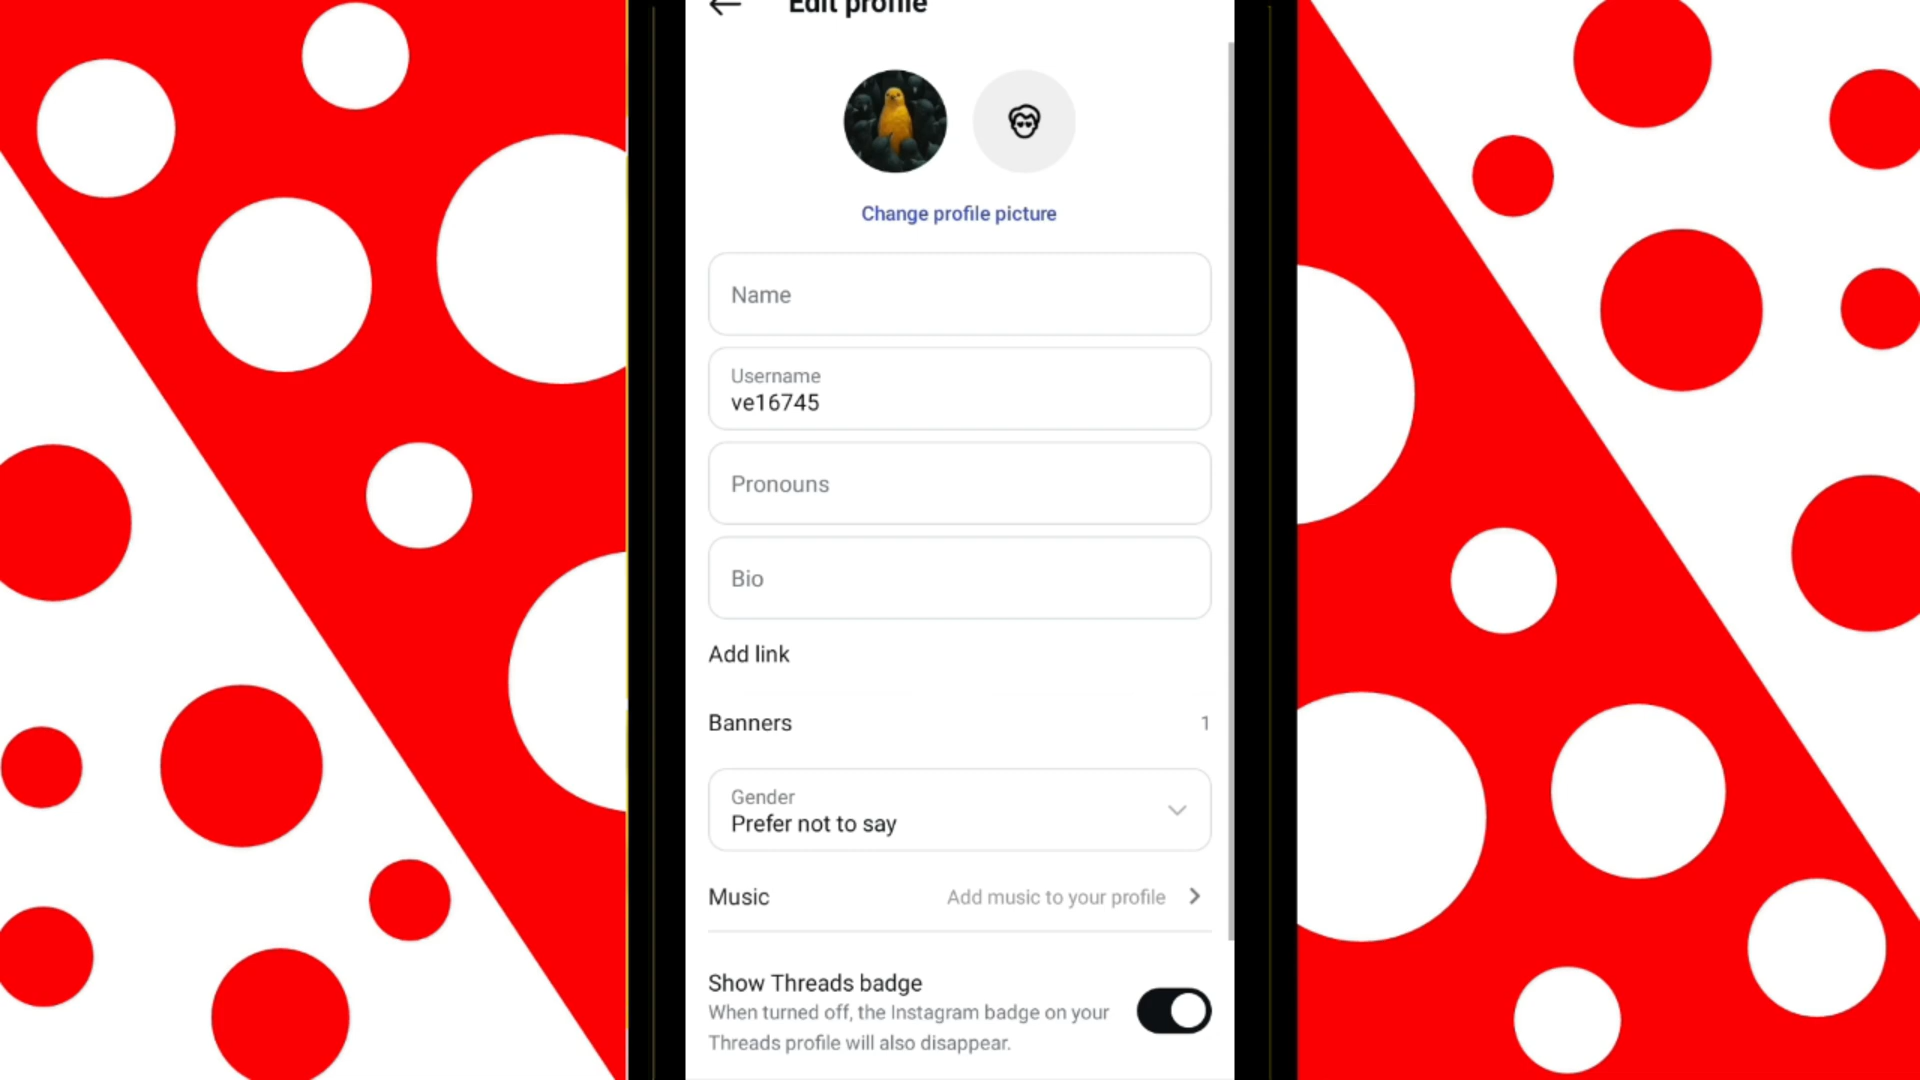 Edit profile
Change profile picture
Name
Username
ve16745
Pronouns
Bio
Add link
Banners 1
Gender
Prefer not to say
Music Add music to your profile
Show Threads badge
When turned off, the Instagram badge on your
Threads profile will also disappear.